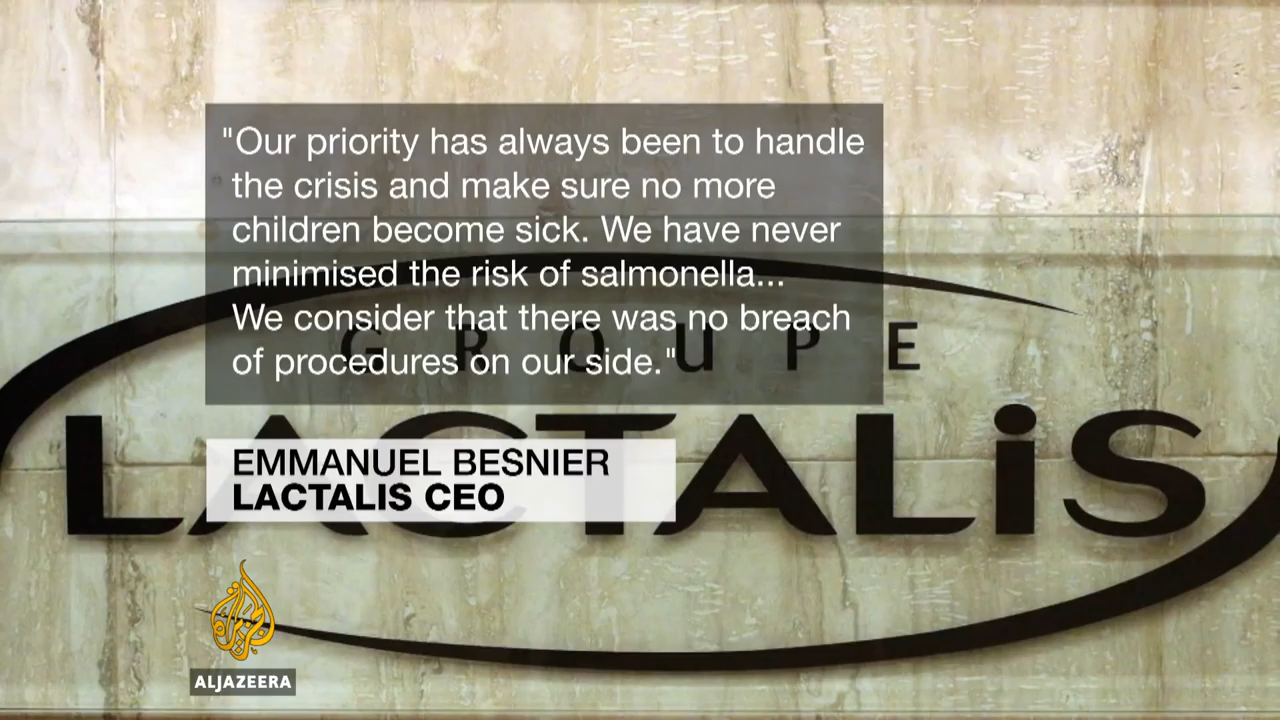 "Our priority has always been to handle
the crisis and make sure no more
children become sick. We have never
minimised the risk of salmonella...
We consider that there was no breach
of procedures on our side."
GROUPE
LACTALiS
EMMANUEL BESNIER
LACTALIS CEO
الجزيرة
ALJAZEERA